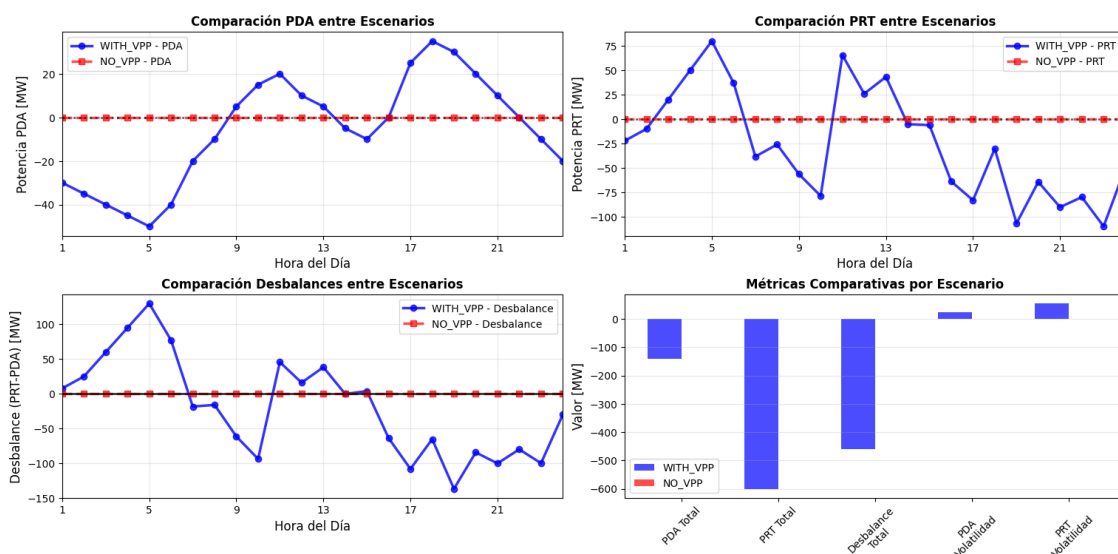 Comparación PDA entre Escenarios
Potencia PDA [MW]
WITH_VPP - PDA
NO_VPP - PDA
20
0
−20
−40
1
5
9
13
17
21
Hora del Día
Comparación PRT entre Escenarios
Potencia PRT [MW]
WITH_VPP - PRT
NO_VPP - PRT
75
50
25
0
−25
−50
−75
−100
1
5
9
13
17
21
Hora del Día
Comparación Desbalances entre Escenarios
Desbalance (PRT-PDA) [MW]
WITH_VPP - Desbalance
NO_VPP - Desbalance
100
50
0
−50
−100
−150
1
5
9
13
17
21
Hora del Día
Métricas Comparativas por Escenario
Valor [MW]
0
−100
−200
−300
−400
−500
−600
WITH_VPP
NO_VPP
PDA Total
PRT Total
Desbalance
Total
PDA
Volatilidad
PRT
Volatilidad